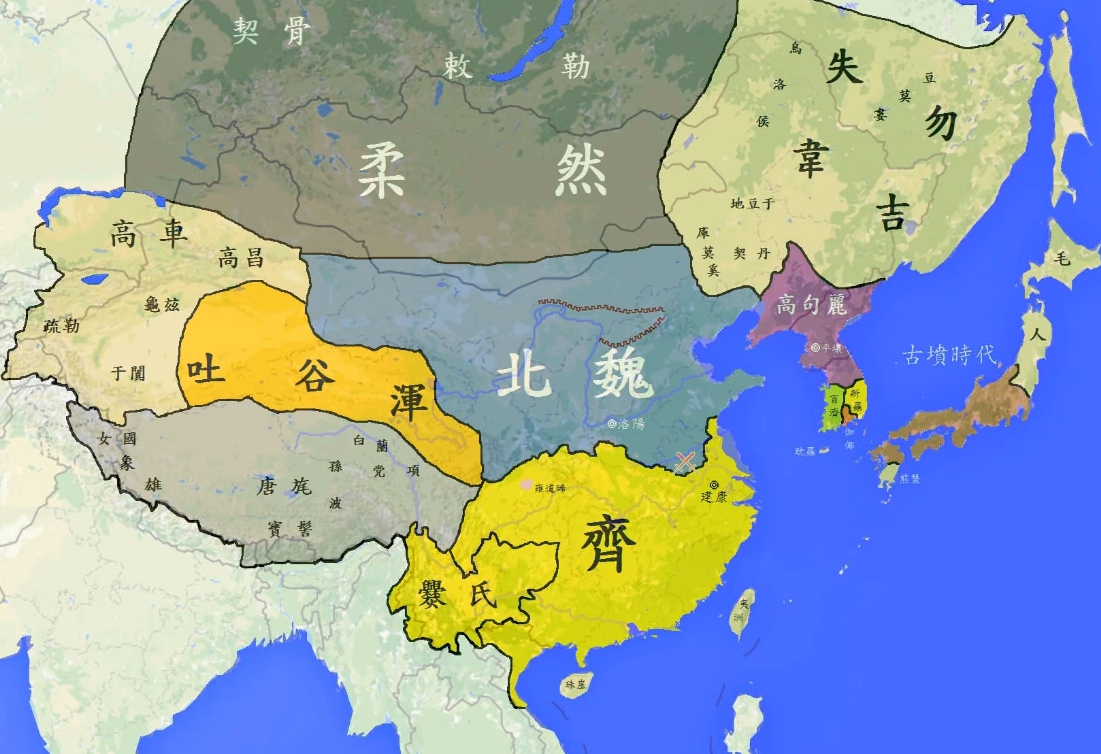 契骨
敕勒
柔然
烏洛侯
失韋
豆莫婁
勿吉
地豆于
庫莫奚
契丹
高車
高昌
龜茲
疏勒
于闐
吐谷渾
北魏
洛陽
高句麗
平壤
百濟
新羅
耽羅
古墳時代
毛人
熊襲
女國
象雄
白蘭
孫波
党項
唐旄
寶髻
齊
建康
雍道晞
爨氏
夷洲
珠崖